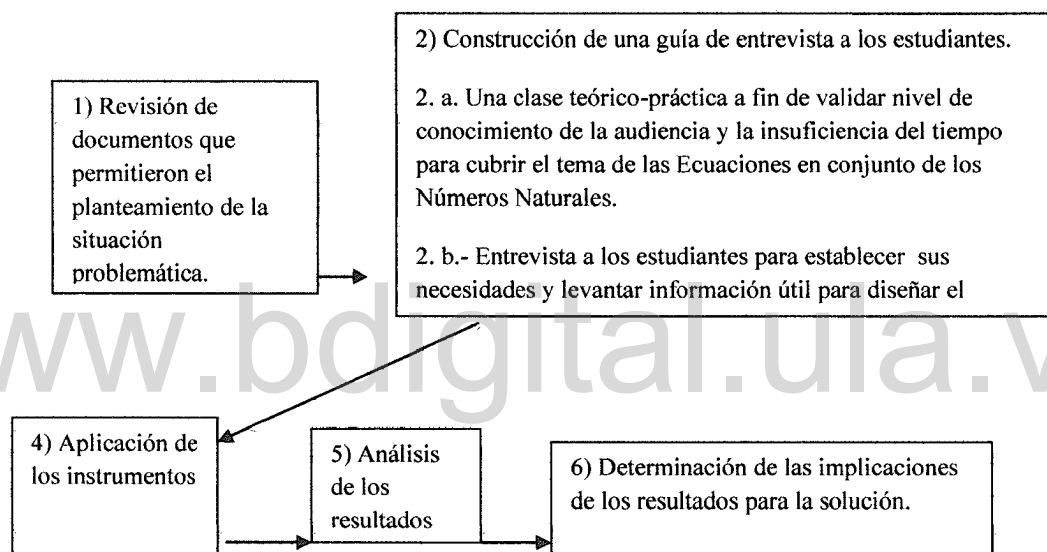 1) Revisión de
documentos que
permitieron el
planteamiento de la
situación
problemática.
2) Construcción de una guía de entrevista a los estudiantes.
2. a. Una clase teórico-práctica a fin de validar nivel de
conocimiento de la audiencia y la insuficiencia del tiempo
para cubrir el tema de las Ecuaciones en conjunto de los
Números Naturales.
2. b.- Entrevista a los estudiantes para establecer sus
necesidades y levantar información útil para diseñar el
ww.bdigital.ula.v
4) Aplicación de
los instrumentos
5) Análisis
de los
resultados
6) Determinación de las implicaciones
de los resultados para la solución.